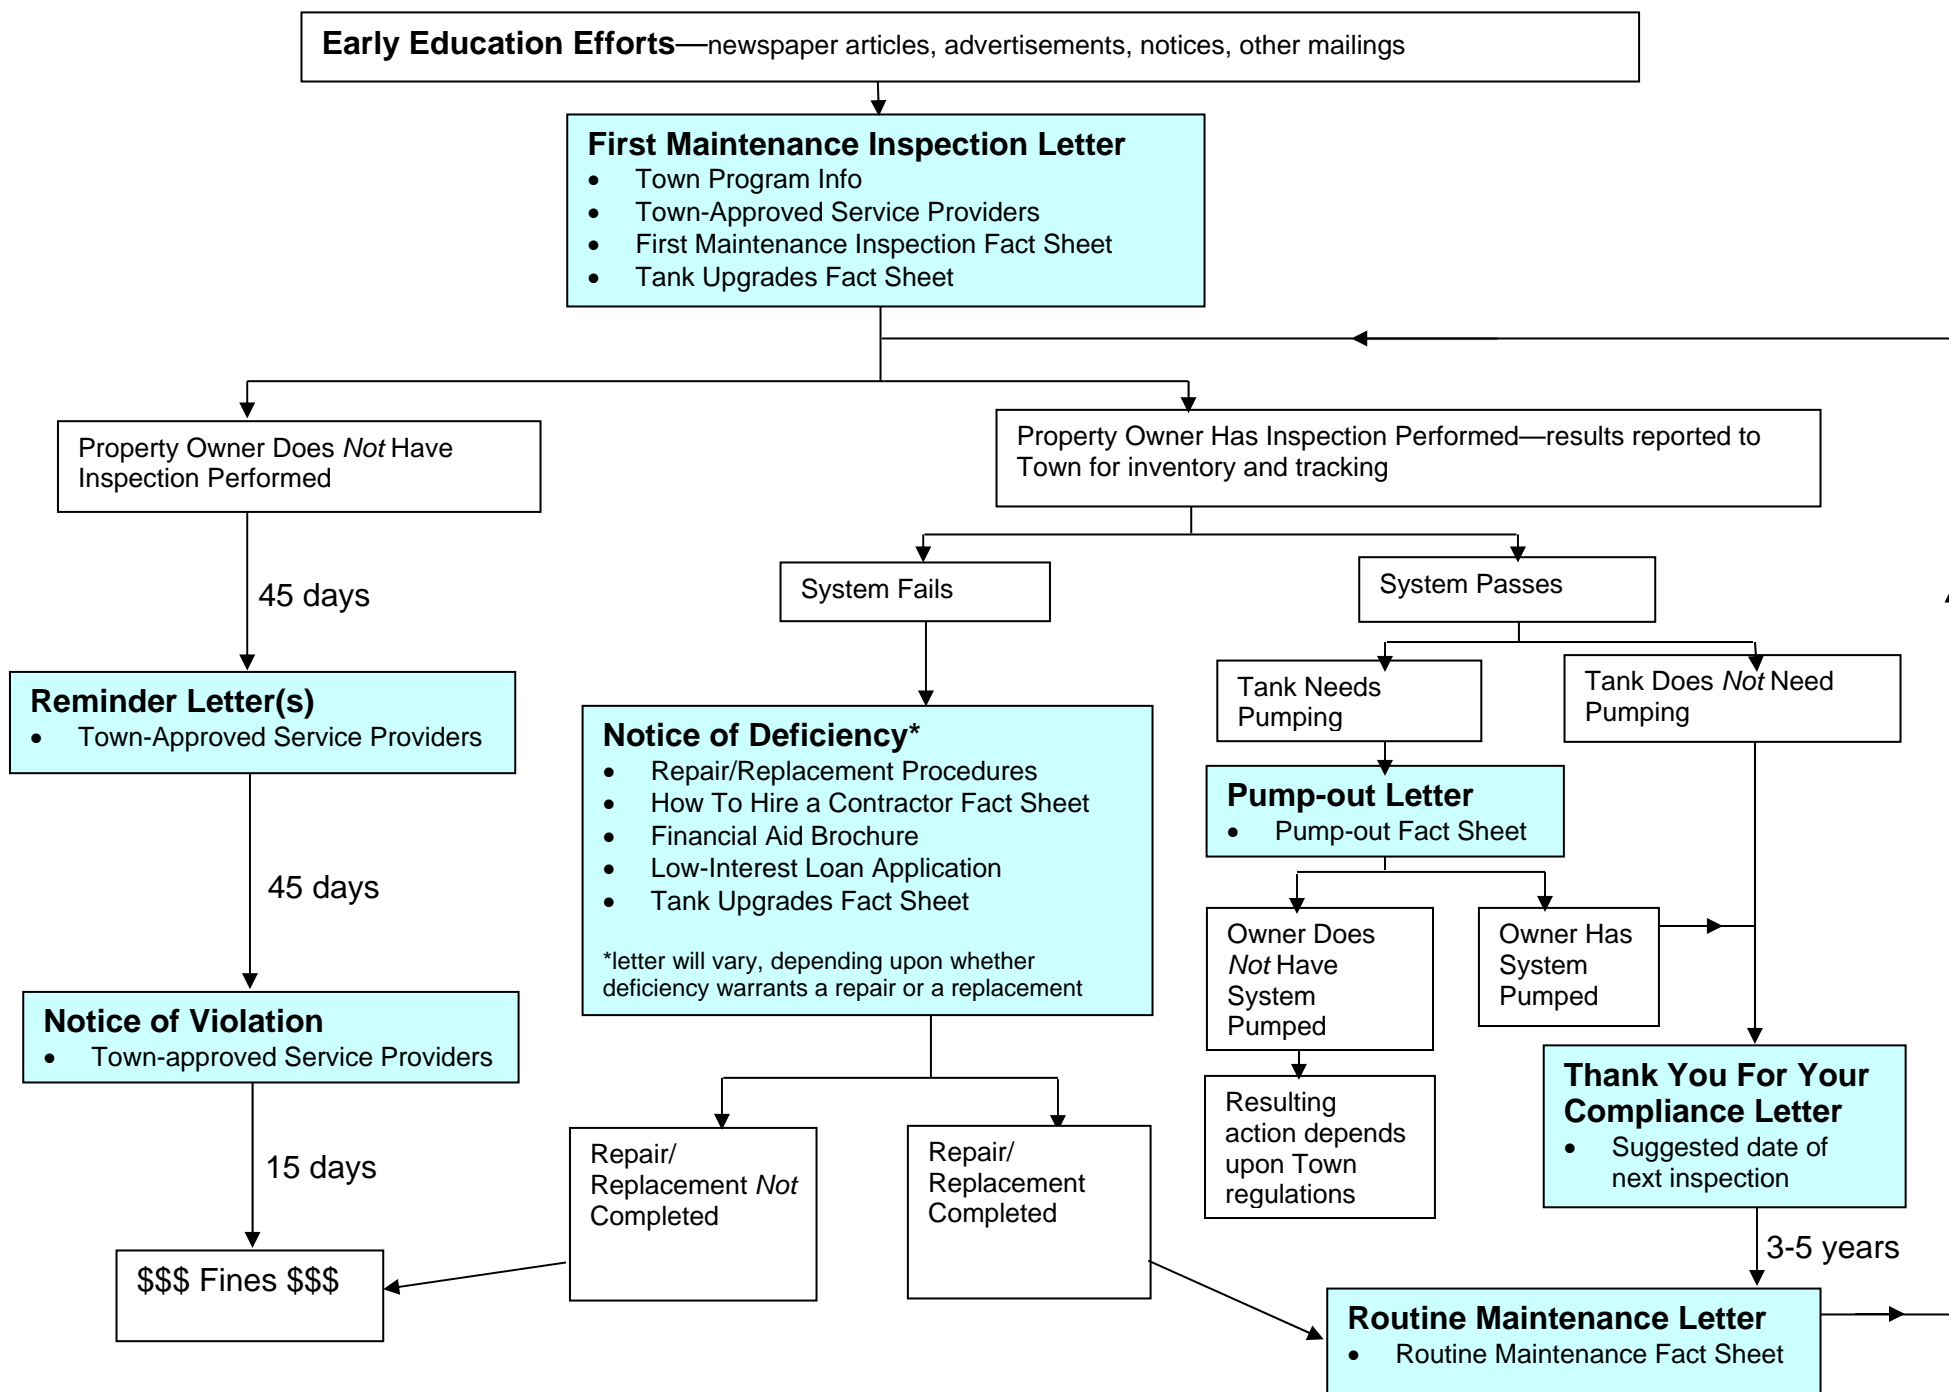 Early Education Efforts—newspaper articles, advertisements, notices, other mailings
First Maintenance Inspection Letter
• Town Program Info
• Town-Approved Service Providers
• First Maintenance Inspection Fact Sheet
• Tank Upgrades Fact Sheet
Property Owner Does Not Have
Inspection Performed
Property Owner Has Inspection Performed—results reported to
Town for inventory and tracking
45 days
System Fails
System Passes
Reminder Letter(s)
• Town-Approved Service Providers
Tank Needs
Pumping
Tank Does Not Need
Pumping
Notice of Deficiency*
• Repair/Replacement Procedures
• How To Hire a Contractor Fact Sheet
• Financial Aid Brochure
• Low-Interest Loan Application
• Tank Upgrades Fact Sheet
*letter will vary, depending upon whether
deficiency warrants a repair or a replacement
Pump-out Letter
• Pump-out Fact Sheet
45 days
Owner Does
Not Have
System
Pumped
Owner Has
System
Pumped
Notice of Violation
• Town-approved Service Providers
Thank You For Your
Compliance Letter
• Suggested date of
next inspection
Resulting
action depends
upon Town
regulations
15 days
Repair/
Replacement Not
Completed
Repair/
Replacement
Completed
3-5 years
$$$ Fines $$$
Routine Maintenance Letter
• Routine Maintenance Fact Sheet